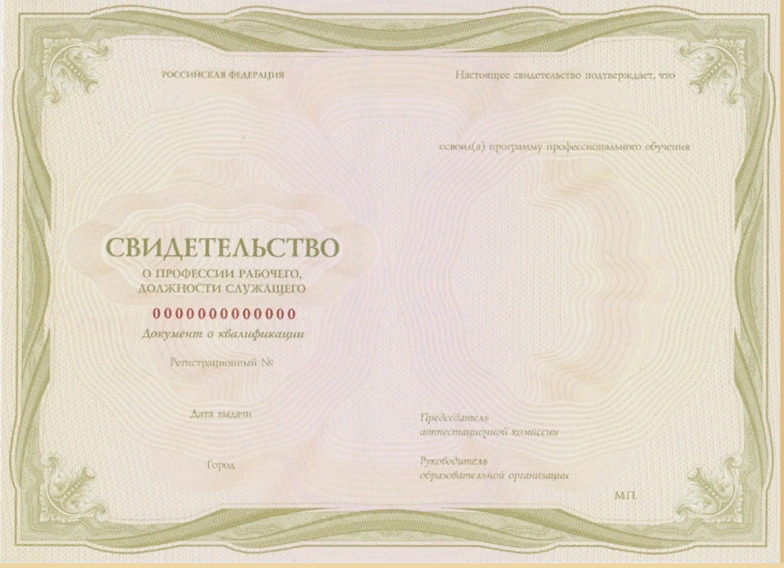 РОССИЙСКАЯ ФЕДЕРАЦИЯ
СВИДЕТЕЛЬСТВО
О ПРОФЕССИИ РАБОЧЕГО,
ДОЛЖНОСТИ СЛУЖАЩЕГО
0000000000000
Документ о квалификации
Регистрационный №
Дата выдачи
Город
Настоящее свидетельство подтверждает, что
освоил(а) программу профессионального обучения
Председатель
аттестационной комиссии
Руководитель
образовательной организации
М.П.